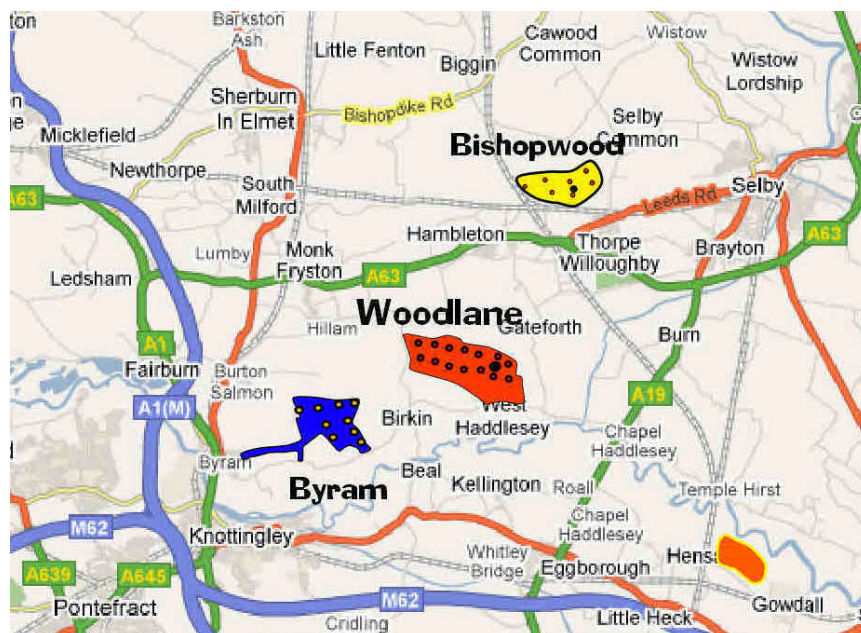 Barkston
Ash
Little Fenton
Biggin
Cawood
Common
Wistow
Wistow
Lordship
Sherburn
In Elmet
Bishopdike Rd
Selby
Common
Micklefield
Bishopwood
Newthorpe
South
Milford
Leeds Rd
Selby
A63
Lumby
Monk
Fryston
Hambleton
A63
Thorpe
Willoughby
Brayton
A63
Ledsham
Woodlane
Hillam
Gateforth
Burn
A1
Fairburn
Burton
Salmon
A1(M)
A19
Birkin
West
Haddlesey
Chapel
Haddlesey
Byram
Byram
Beal
Kellington
Roall
Temple Hirst
M62
Knottingley
Chapel
Haddlesey
Whitley
Bridge
Eggborough
Hensa
A639
A645
Pontefract
M62
Gowdall
Little Heck
Cridling